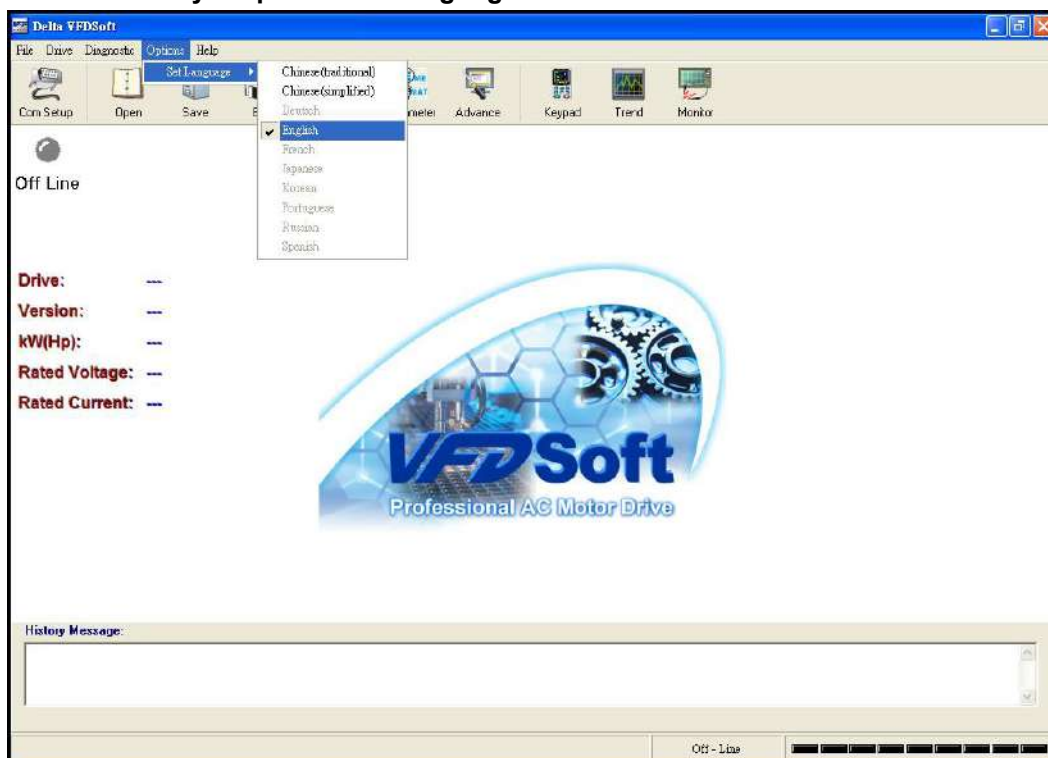 Delta VFDSoft
File Drive Diagnostic Options Help
Set Language
Chinese(traditional)
Chinese(simplified)
Deutsch
English
French
Japanese
Korean
Portuguese
Russian
Spanish
Com Setup Open Save Advance Keypad Trend Monitor
Off Line
Drive: ---
Version: ---
kW(Hp): ---
Rated Voltage: ---
Rated Current: ---
VFDSoft
Professional AC Motor Drive
History Message:
Off - Line